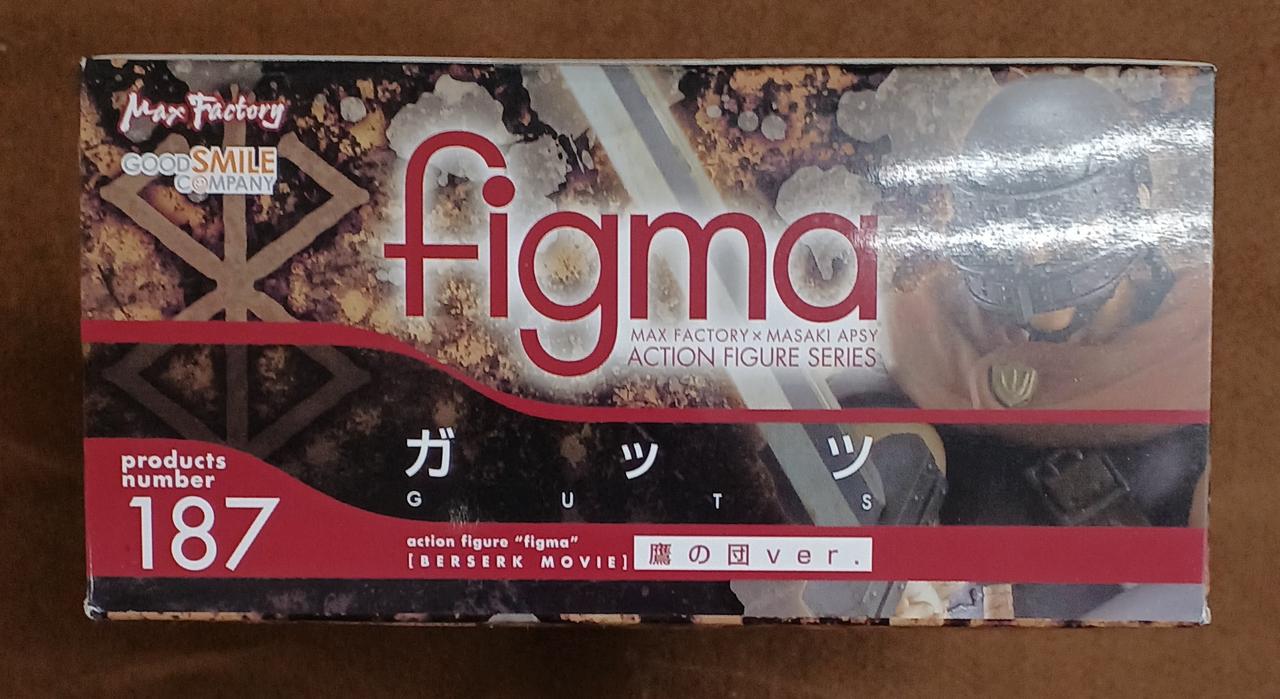 Max Factory
GOODSMILE
COMPANY
figma
MAX FACTORY×MASAKI APSY
ACTION FIGURE SERIES
ガッツ
GUTS
products
number
187
action figure "figma"
[BERSERK MOVIE] 鷹の団ver.